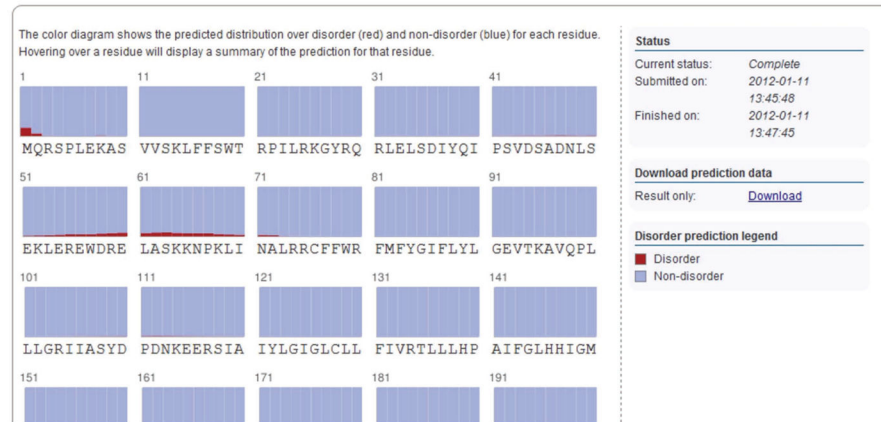 The color diagram shows the predicted distribution over disorder (red) and non-disorder (blue) for each residue.
Hovering over a residue will display a summary of the prediction for that residue.
1 11 21 31 41
MQRSPLEKAS VVSKLFFSWT RPILRKGYRQ RLELSDIYQI PSVDSADNLS
51 61 71 81 91
EKLEREWDRE LASKKNPKLI NALRRCFFWR FMFYGIFLYL GEVTKAVQPL
101 111 121 131 141
LLGRIIASYD PDNKEERSIA IYLGIGLCLL FIVRTLLLHP AIFGLHHIGM
151 161 171 181 191
Status
Current status: Complete
Submitted on: 2012-01-11
13:45:48
Finished on: 2012-01-11
13:47:45
Download prediction data
Result only: Download
Disorder prediction legend
Disorder
Non-disorder